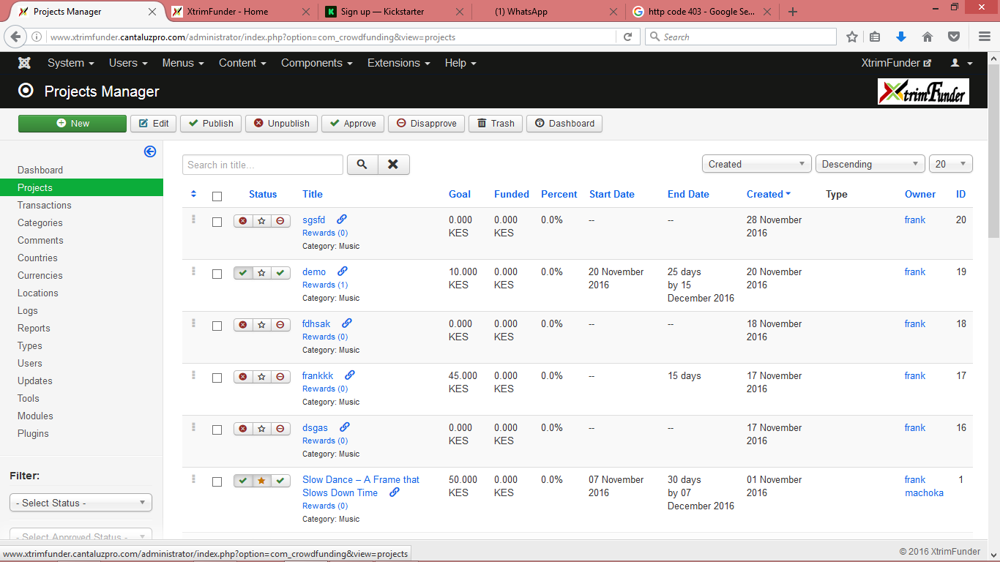 Projects Manager
XtrimFunder - Home
Sign up — Kickstarter
(1) WhatsApp
http code 403 - Google Se...
www.xtrimfunder.cantaluzpro.com/administrator/index.php?option=com_crowdfunding&view=projects
Search
System Users Menus Content Components Extensions Help
XtrimFunder
Projects Manager
XtrimFunder
New Edit Publish Unpublish Approve Disapprove Trash Dashboard
Dashboard
Projects
Transactions
Categories
Comments
Countries
Currencies
Locations
Logs
Reports
Types
Users
Updates
Tools
Modules
Plugins
Filter:
- Select Status -
- Select Approved Status -
Search in title...
Created Descending 20
Status Title Goal Funded Percent Start Date End Date Created Type Owner ID
sgsfd 0.000 0.000 0.0% -- -- 28 November frank 20
Rewards (0) KES KES 2016
Category: Music
demo 10.000 0.000 0.0% 20 November 25 days 20 November frank 19
Rewards (1) KES KES 2016 by 15 2016
Category: Music December 2016
fdhsak 0.000 0.000 0.0% -- -- 18 November frank 18
Rewards (0) KES KES 2016
Category: Music
frankkk 45.000 0.000 0.0% -- 15 days 17 November frank 17
Rewards (0) KES KES 2016
Category: Music
dsgas 0.000 0.000 0.0% -- -- 17 November frank 16
Rewards (0) KES KES 2016
Category: Music
Slow Dance – A Frame that 50.000 0.000 0.0% 07 November 30 days 01 November frank 1
Slows Down Time KES KES 2016 by 07 2016 machoka
Rewards (0) December 2016
Category: Music
www.xtrimfunder.cantaluzpro.com/administrator/index.php?option=com_crowdfunding&view=projects
© 2016 XtrimFunder